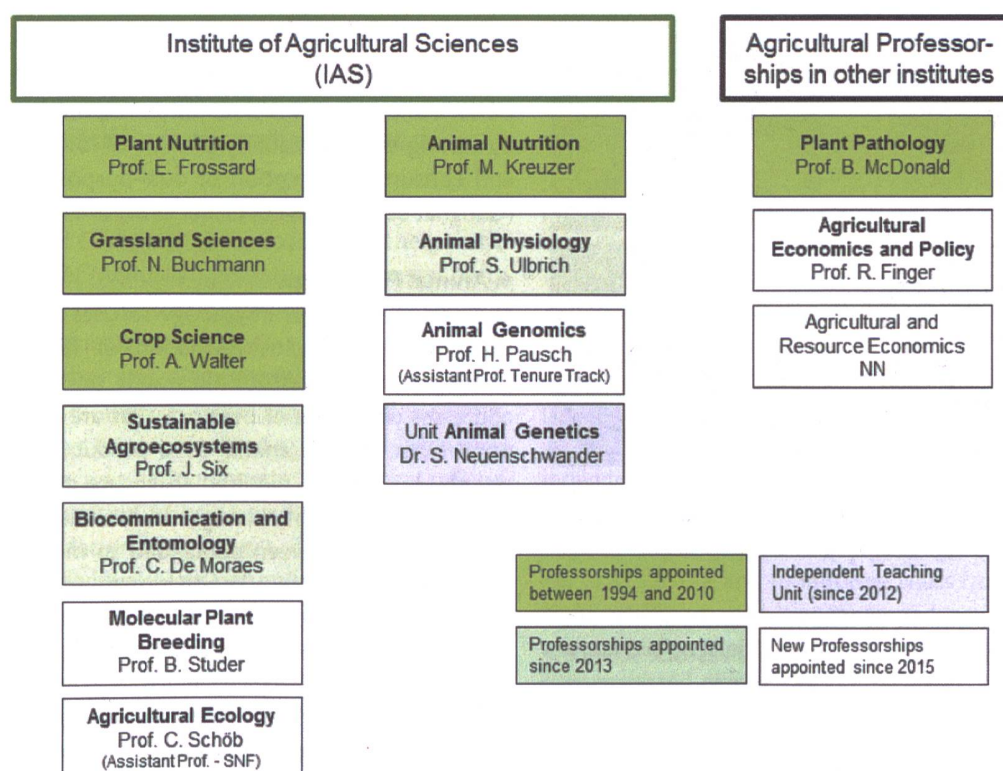 Institute of Agricultural Sciences
(IAS)
Agricultural Professor-
ships in other institutes
Plant Nutrition
Prof. E. Frossard
Grassland Sciences
Prof. N. Buchmann
Crop Science
Prof. A. Walter
Sustainable
Agroecosystems
Prof. J. Six
Biocommunication and
Entomology
Prof. C. De Moraes
Molecular Plant
Breeding
Prof. B. Studer
Agricultural Ecology
Prof. C. Schöb
(Assistant Prof. - SNF)
Animal Nutrition
Prof. M. Kreuzer
Animal Physiology
Prof. S. Ulbrich
Animal Genomics
Prof. H. Pausch
(Assistant Prof. Tenure Track)
Unit Animal Genetics
Dr. S. Neuenschwander
Plant Pathology
Prof. B. McDonald
Agricultural
Economics and Policy
Prof. R. Finger
Agricultural and
Resource Economics
NN
Professorships appointed
between 1994 and 2010
Independent Teaching
Unit (since 2012)
Professorships appointed
since 2013
New Professorships
appointed since 2015